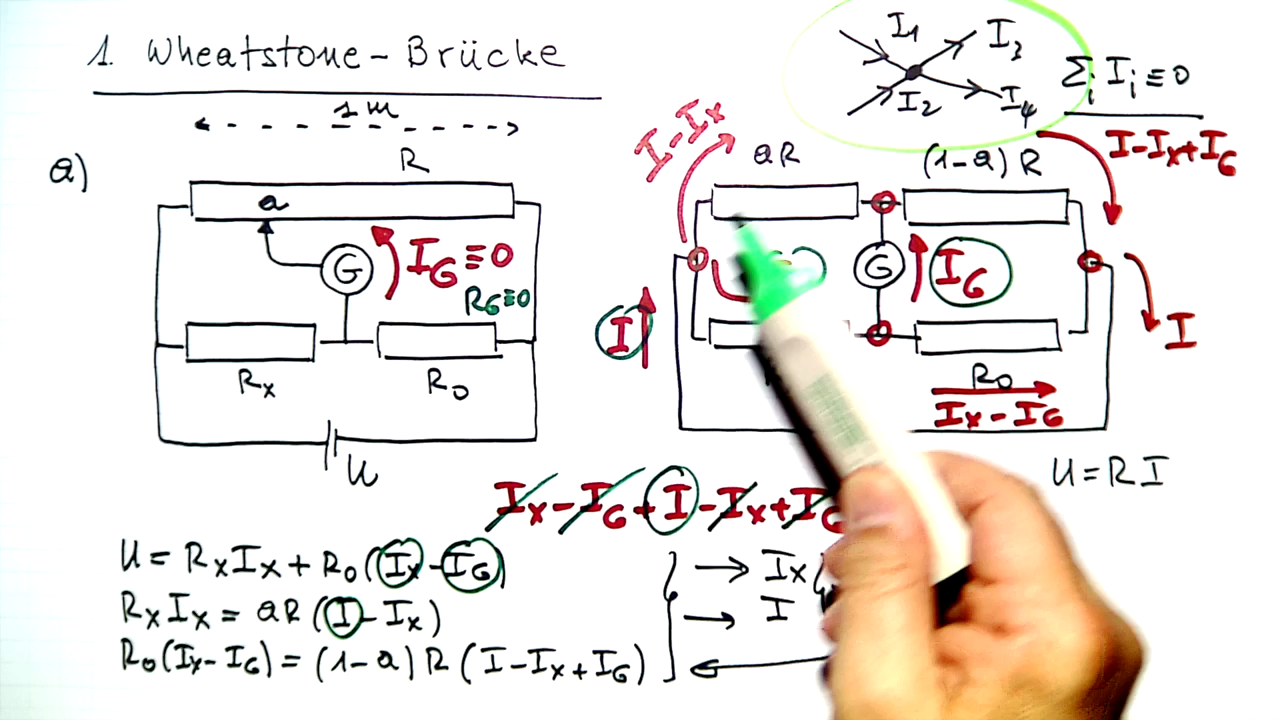 1. Wheatstone-Brücke
1m
a)
R
a
G
I_G ≡ 0
R_G ≡ 0
R_x
R_0
U
I_1
I_3
I_2
I_4
∑_i I_i ≡ 0
I-I_x
aR
(1-a) R
I-I_x+I_G
G
I_G
I
I
R_0
I_x - I_G
U = R I
I_x - I_G + I - I_x + I_G
U = R_x I_x + R_0 (I_x - I_G)
R_x I_x = aR (I - I_x)
R_0 (I_x - I_G) = (1-a) R (I - I_x + I_G)
→ I_x
→ I